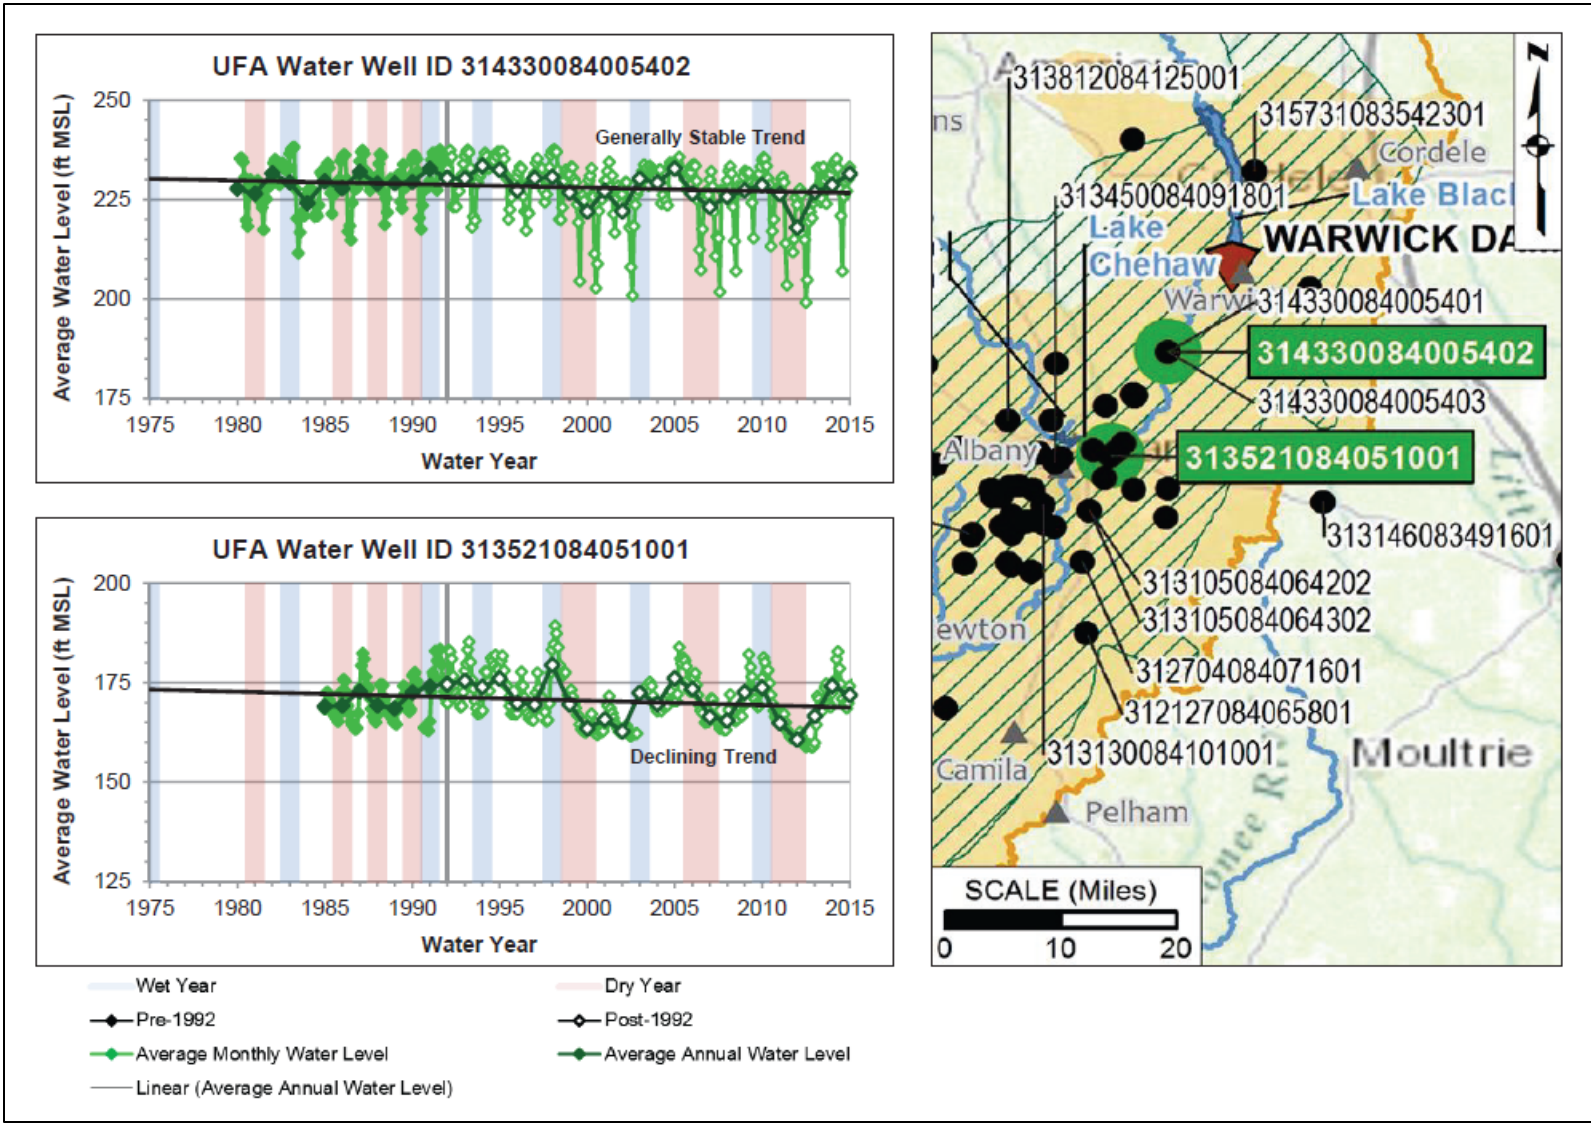 UFA Water Well ID 314330084005402
Average Water Level (ft MSL)
250
225
200
175
Generally Stable Trend
1975 1980 1985 1990 1995 2000 2005 2010 2015
Water Year
UFA Water Well ID 313521084051001
Average Water Level (ft MSL)
200
175
150
125
Declining Trend
1975 1980 1985 1990 1995 2000 2005 2010 2015
Water Year
Wet Year
Dry Year
Pre-1992
Post-1992
Average Monthly Water Level
Average Annual Water Level
Linear (Average Annual Water Level)
N
313812084125001
ns
315731083542301
Cordele
313450084091801
Lake Blac
Lake
Chehaw
WARWICK DA
Warwi
314330084005401
314330084005402
314330084005403
Albany
313521084051001
313146083491601
313105084064202
ewton
313105084064302
312704084071601
312127084065801
313130084101001
Moultrie
Camila
Pelham
SCALE (Miles)
0 10 20